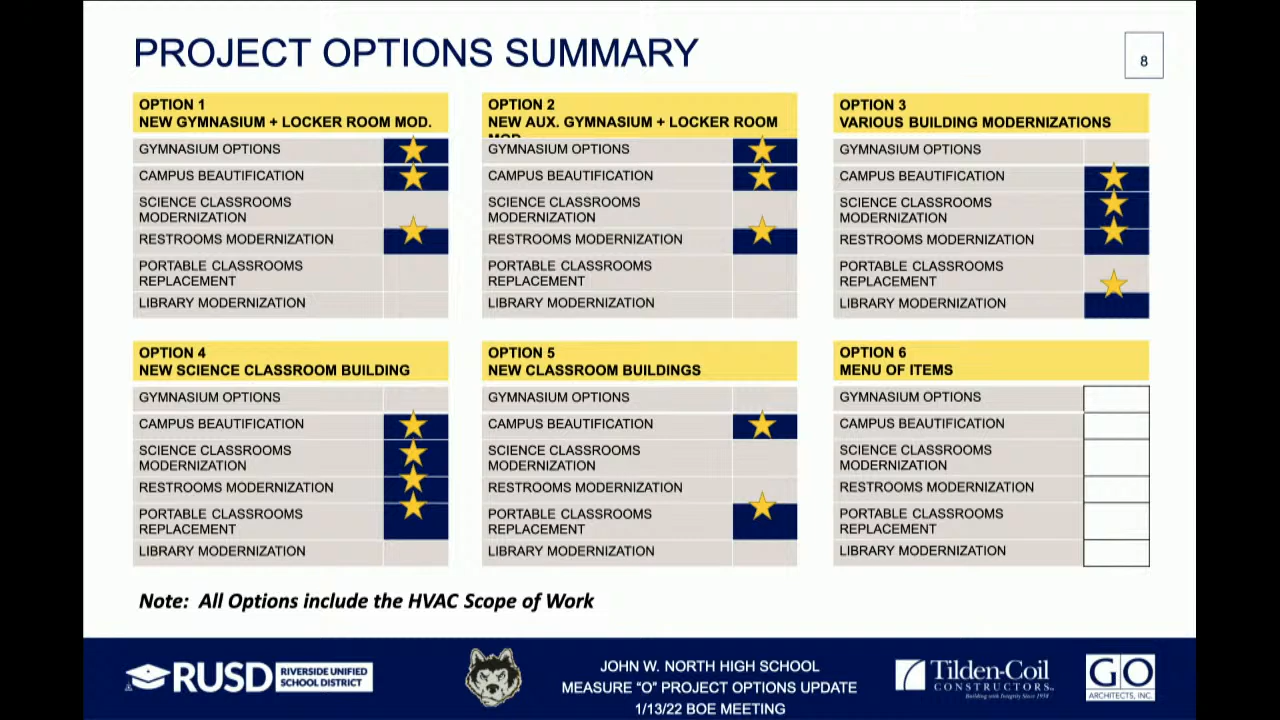 PROJECT OPTIONS SUMMARY
8
OPTION 1
NEW GYMNASIUM + LOCKER ROOM MOD.
GYMNASIUM OPTIONS
CAMPUS BEAUTIFICATION
SCIENCE CLASSROOMS
MODERNIZATION
RESTROOMS MODERNIZATION
PORTABLE CLASSROOMS
REPLACEMENT
LIBRARY MODERNIZATION
OPTION 2
NEW AUX. GYMNASIUM + LOCKER ROOM
MOD.
GYMNASIUM OPTIONS
CAMPUS BEAUTIFICATION
SCIENCE CLASSROOMS
MODERNIZATION
RESTROOMS MODERNIZATION
PORTABLE CLASSROOMS
REPLACEMENT
LIBRARY MODERNIZATION
OPTION 3
VARIOUS BUILDING MODERNIZATIONS
GYMNASIUM OPTIONS
CAMPUS BEAUTIFICATION
SCIENCE CLASSROOMS
MODERNIZATION
RESTROOMS MODERNIZATION
PORTABLE CLASSROOMS
REPLACEMENT
LIBRARY MODERNIZATION
OPTION 4
NEW SCIENCE CLASSROOM BUILDING
GYMNASIUM OPTIONS
CAMPUS BEAUTIFICATION
SCIENCE CLASSROOMS
MODERNIZATION
RESTROOMS MODERNIZATION
PORTABLE CLASSROOMS
REPLACEMENT
LIBRARY MODERNIZATION
OPTION 5
NEW CLASSROOM BUILDINGS
GYMNASIUM OPTIONS
CAMPUS BEAUTIFICATION
SCIENCE CLASSROOMS
MODERNIZATION
RESTROOMS MODERNIZATION
PORTABLE CLASSROOMS
REPLACEMENT
LIBRARY MODERNIZATION
OPTION 6
MENU OF ITEMS
GYMNASIUM OPTIONS
CAMPUS BEAUTIFICATION
SCIENCE CLASSROOMS
MODERNIZATION
RESTROOMS MODERNIZATION
PORTABLE CLASSROOMS
REPLACEMENT
LIBRARY MODERNIZATION
Note: All Options include the HVAC Scope of Work
RUSD
RIVERSIDE UNIFIED
SCHOOL DISTRICT
JOHN W. NORTH HIGH SCHOOL
MEASURE “O” PROJECT OPTIONS UPDATE
1/13/22 BOE MEETING
Tilden-Coil
CONSTRUCTORS
Building with Integrity Since 1938
GO
ARCHITECTS, INC.